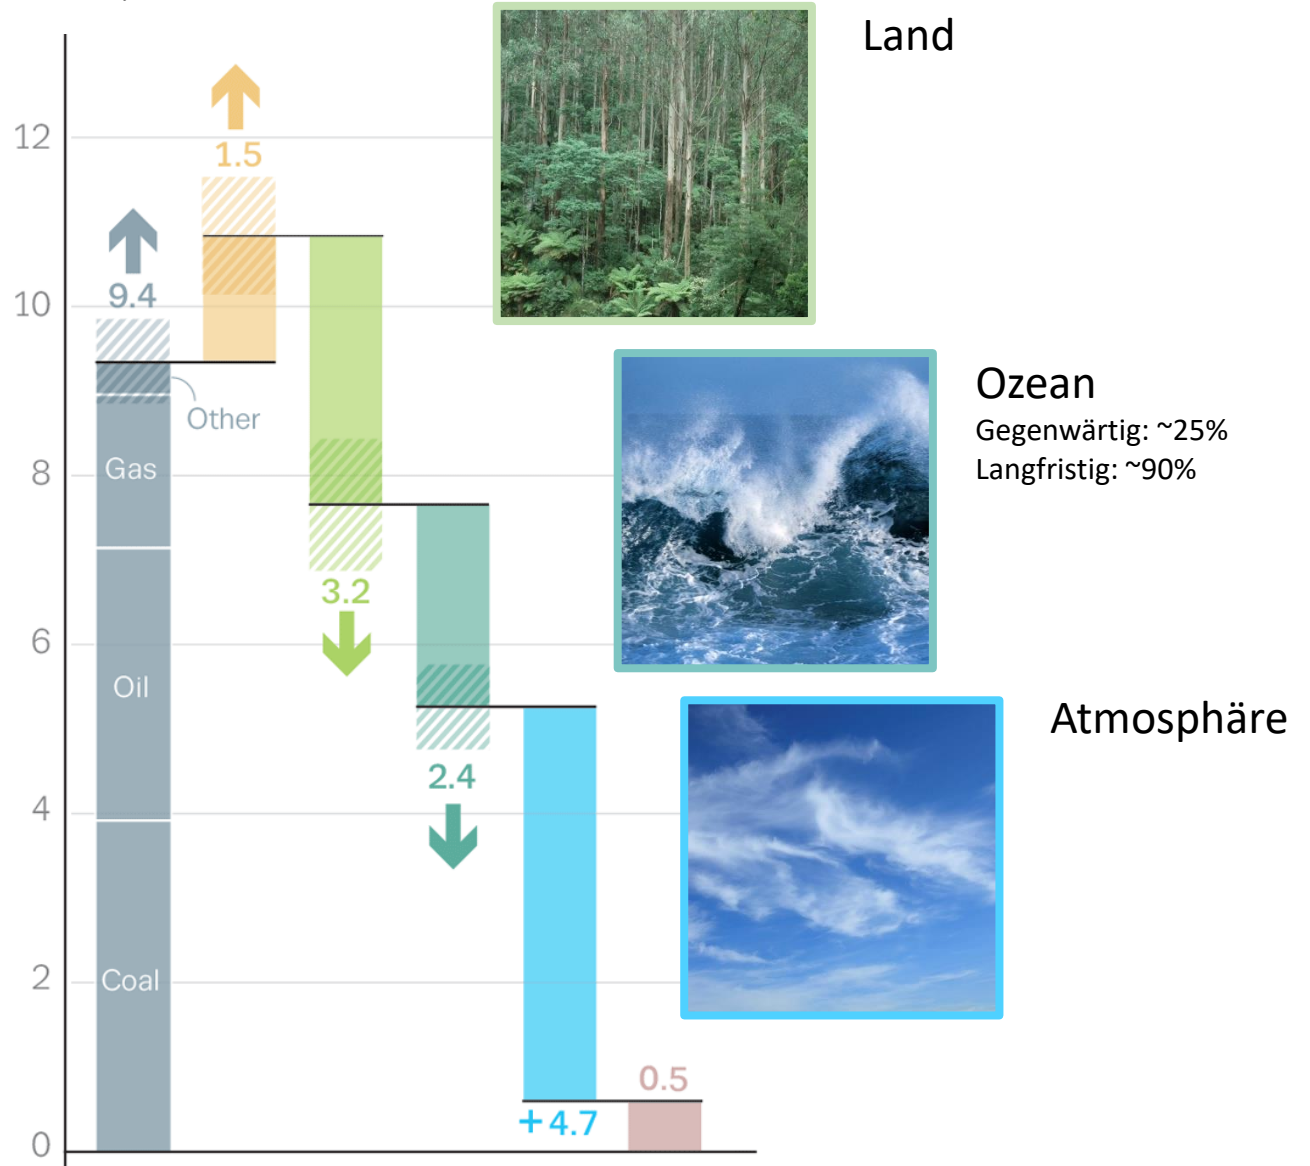 Land
12
1.5
9.4
10
Other
Ozean
Gegenwärtig: ~25%
Langfristig: ~90%
Gas
8
3.2
6
Oil
Atmosphäre
2.4
4
Coal
2
0.5
+4.7
0